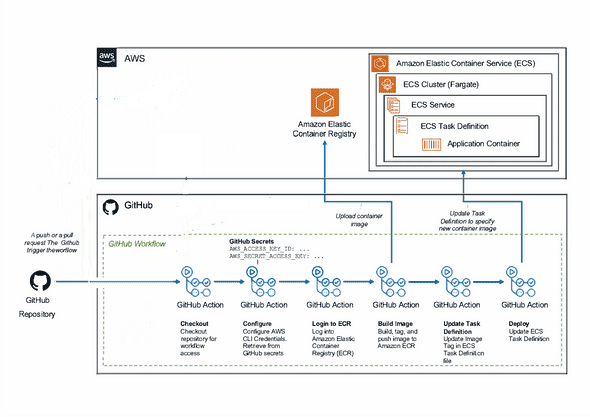 aws
AWS
Amazon Elastic Container Service (ECS)
ECS Cluster (Fargate)
ECS Service
ECS Task Definition
Application Container
Amazon Elastic
Container Registry
GitHub
Upload container
image
Update Task
Definition to specify
new container image
A push or a pull
request The Github
trigger theworflow
GitHub Workflow
GitHub Secrets
AWS_ACCESS_KEY_ID: ...
AWS_SECRET_ACCESS_KEY: ...
GitHub
Repository
GitHub Action
Checkout
Checkout
repository for
workflow
access
GitHub Action
Configure
Configure AWS
CLI Credentials.
Retrieve from
GitHub secrets
GitHub Action
Login to ECR
Log into
Amazon Elastic
Container
Registry (ECR)
GitHub Action
Build Image
Build, tag, and
push image to
Amazon ECR
GitHub Action
Update Task
Definition
Update Image
Tag in ECS
Task Definition
file
GitHub Action
Deploy
Update ECS
Task Definition